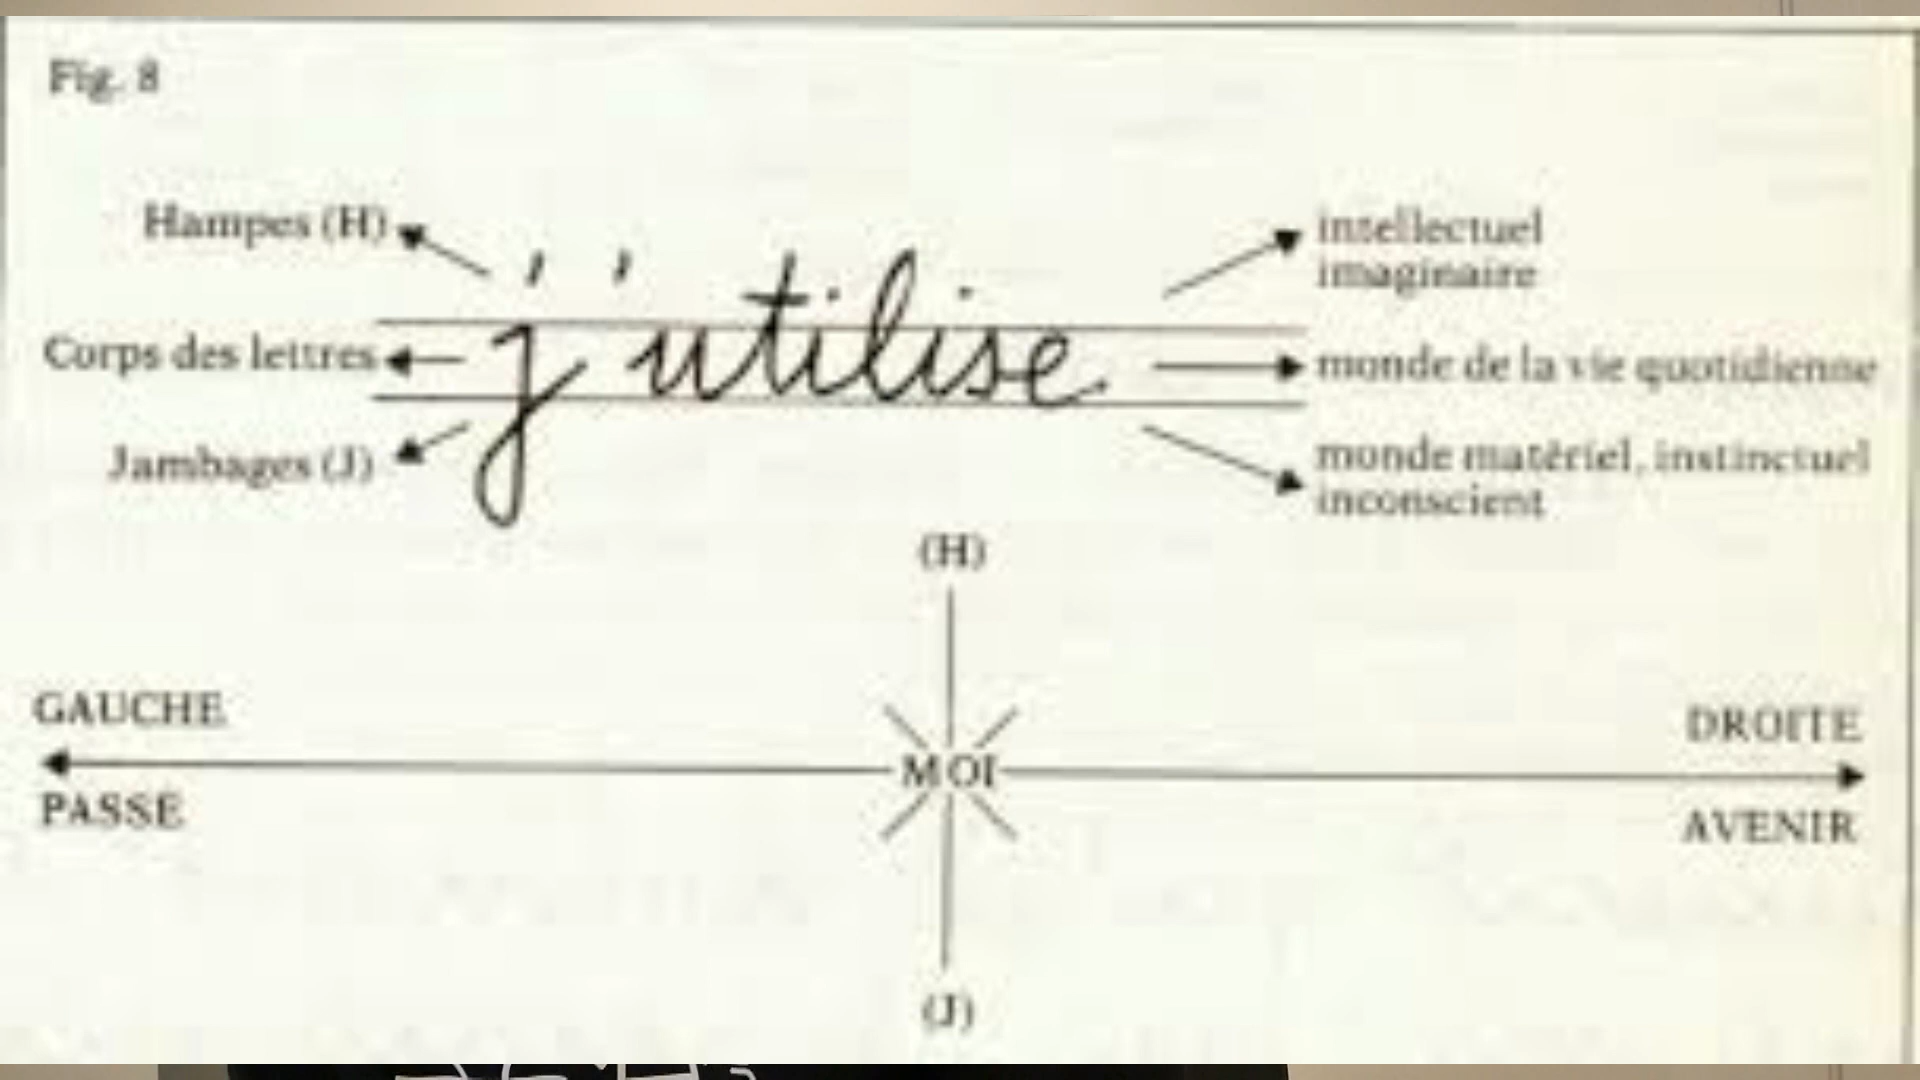 Fig. 8
Hampes (H)
intellectuel
imaginaire
j'utilise
Corps des lettres
monde de la vie quotidienne
Jambages (J)
monde matériel, instinctuel
inconscient
(H)
GAUCHE
DROITE
MOI
PASSE
AVENIR
(J)